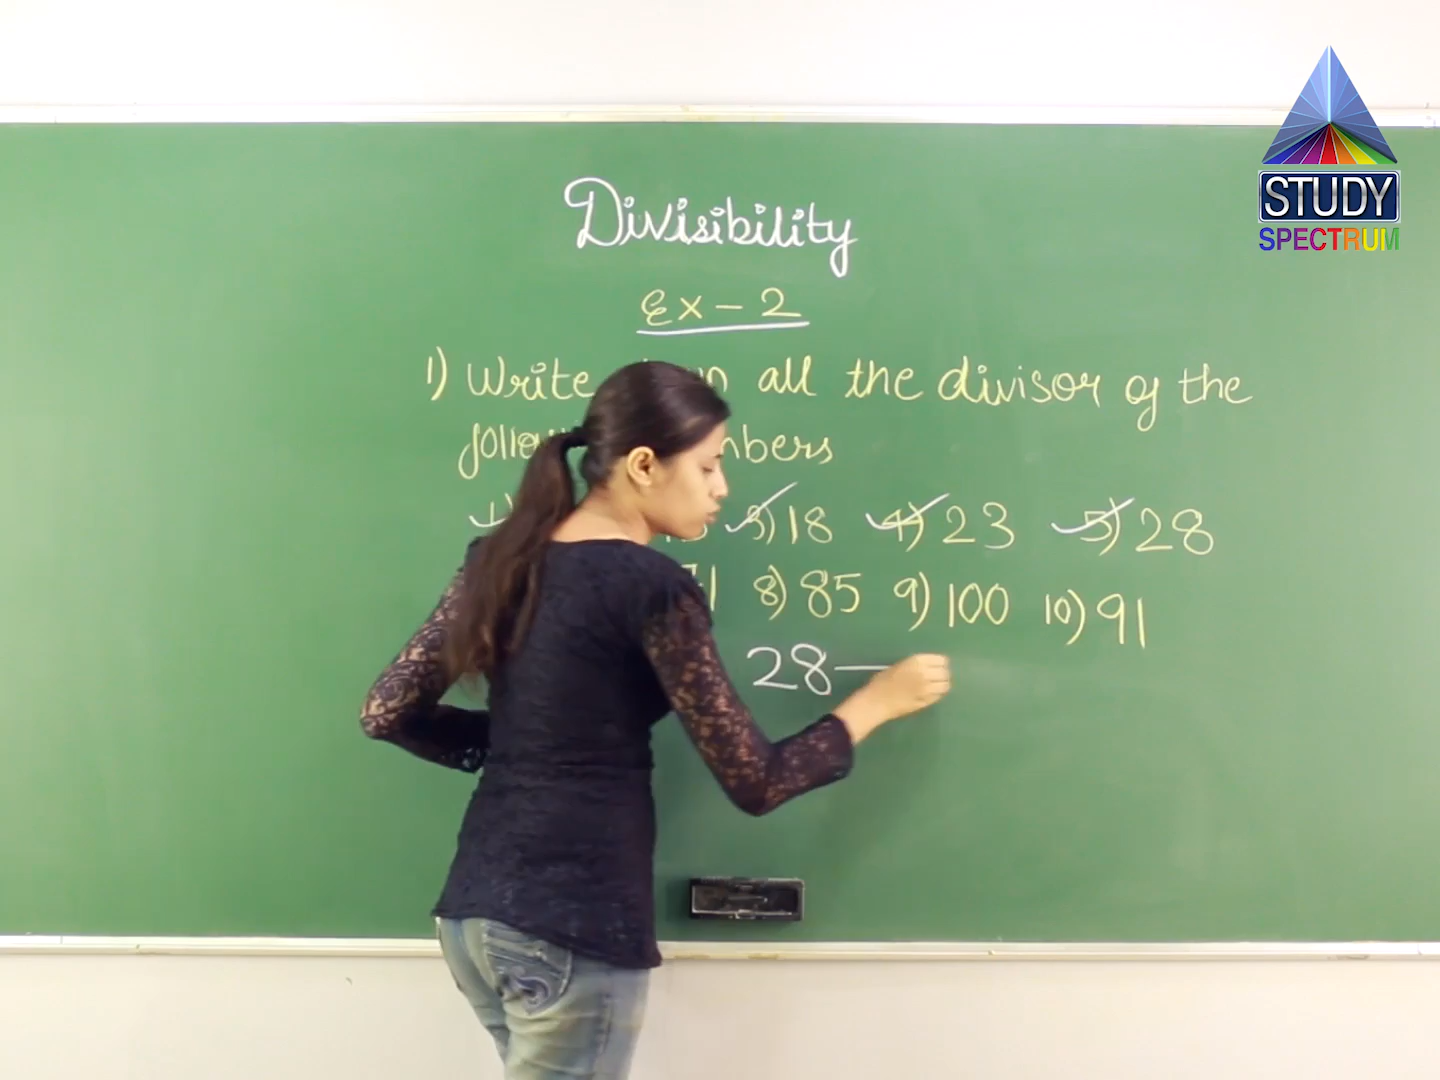 STUDY
SPECTRUM
Divisibility
Ex - 2
1) Write all the divisor of the
1) 3) 18 4) 23 5) 28
8) 85 9) 100 10) 91
28 —